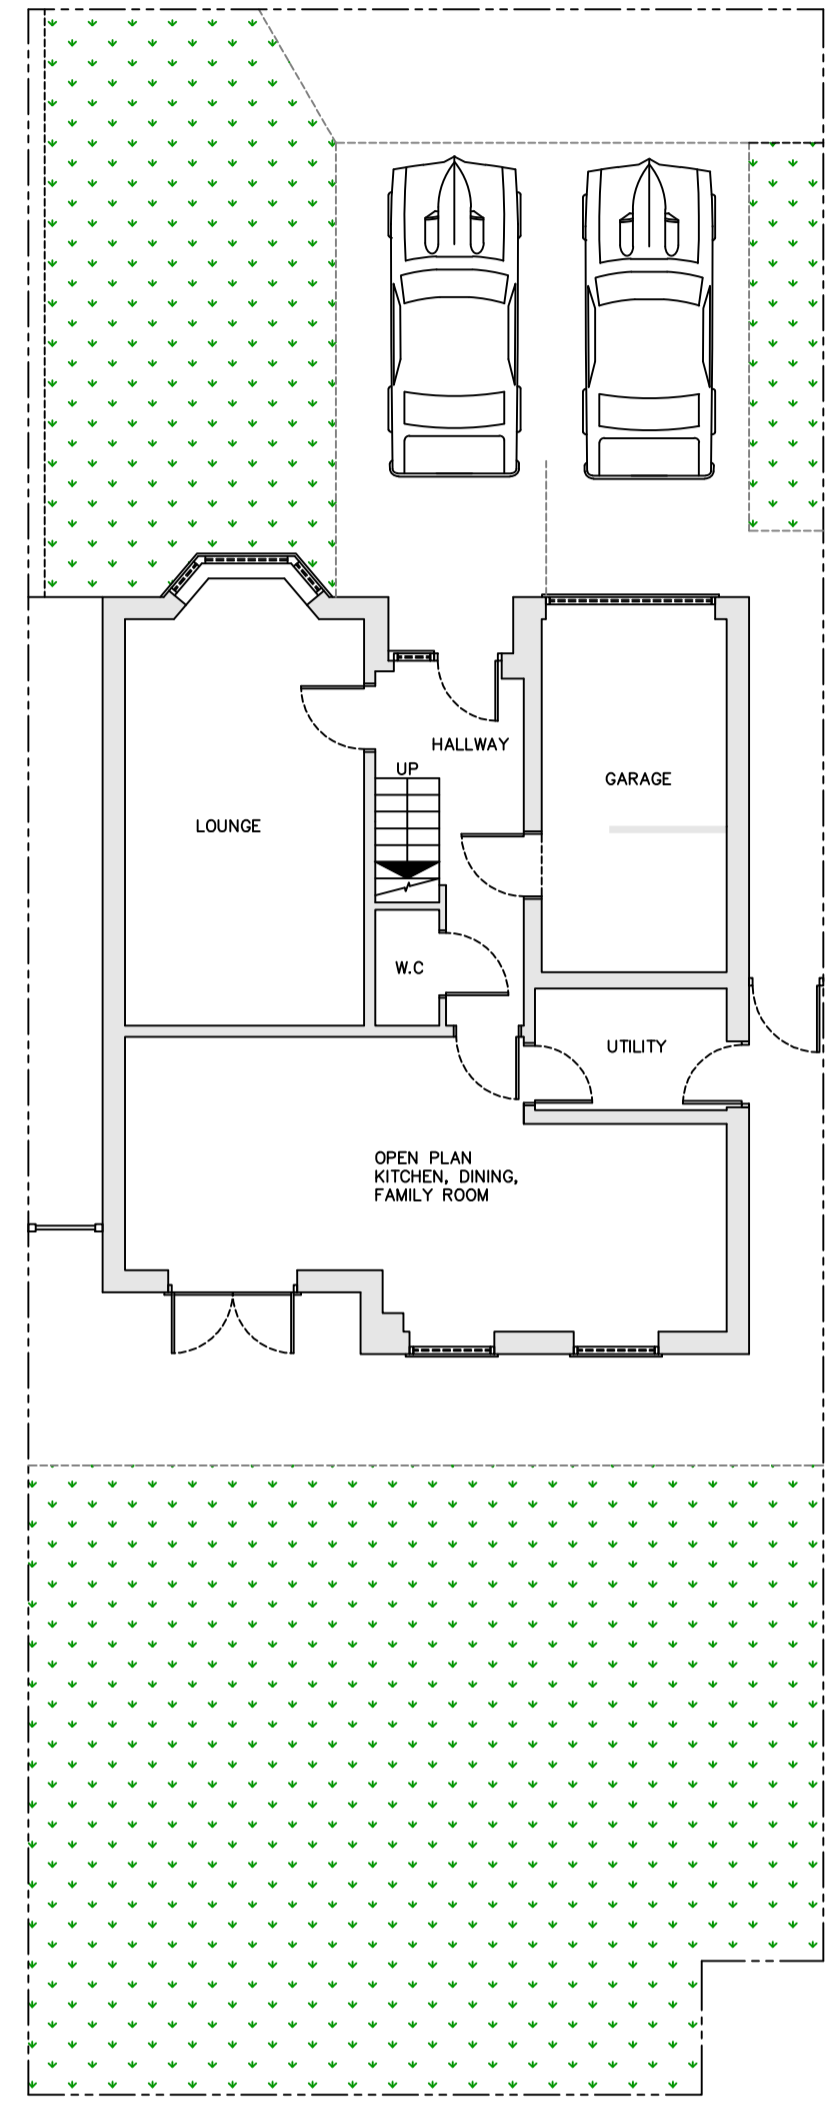 HALLWAY
UP
GARAGE
LOUNGE
W.C
UTILITY
OPEN PLAN
KITCHEN, DINING,
FAMILY ROOM